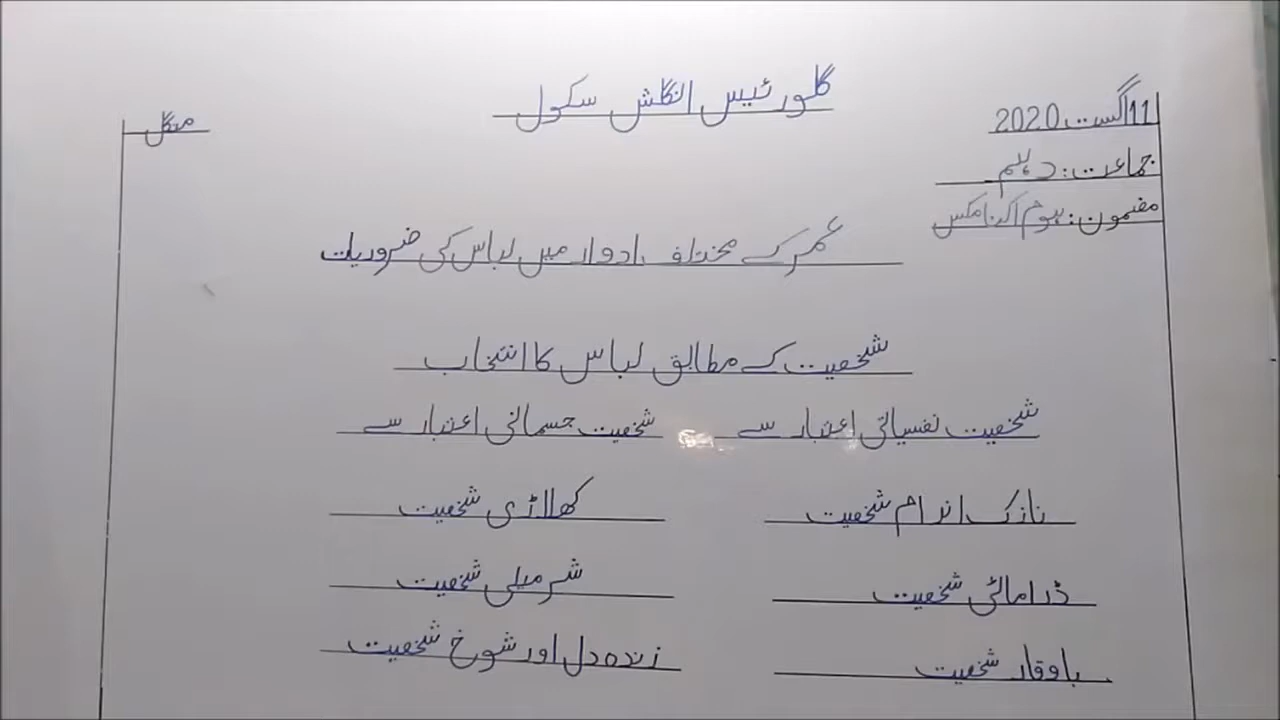 گلورئیس انگلش سکول
11 اگست 2020
منگل
جماعت: دہم
مضمون: ہوم اکنامکس
عمر کے مختلف ادوار میں لباس کی ضروریات
شخصیت کے مطابق لباس کا انتخاب
شخصیت نفسیاتی اعتبار سے
شخصیت جسمانی اعتبار سے
نازک اندام شخصیت
کھلاڑی شخصیت
ڈرامائی شخصیت
شرمیلی شخصیت
باوقار شخصیت
زندہ دل اور شوخ شخصیت